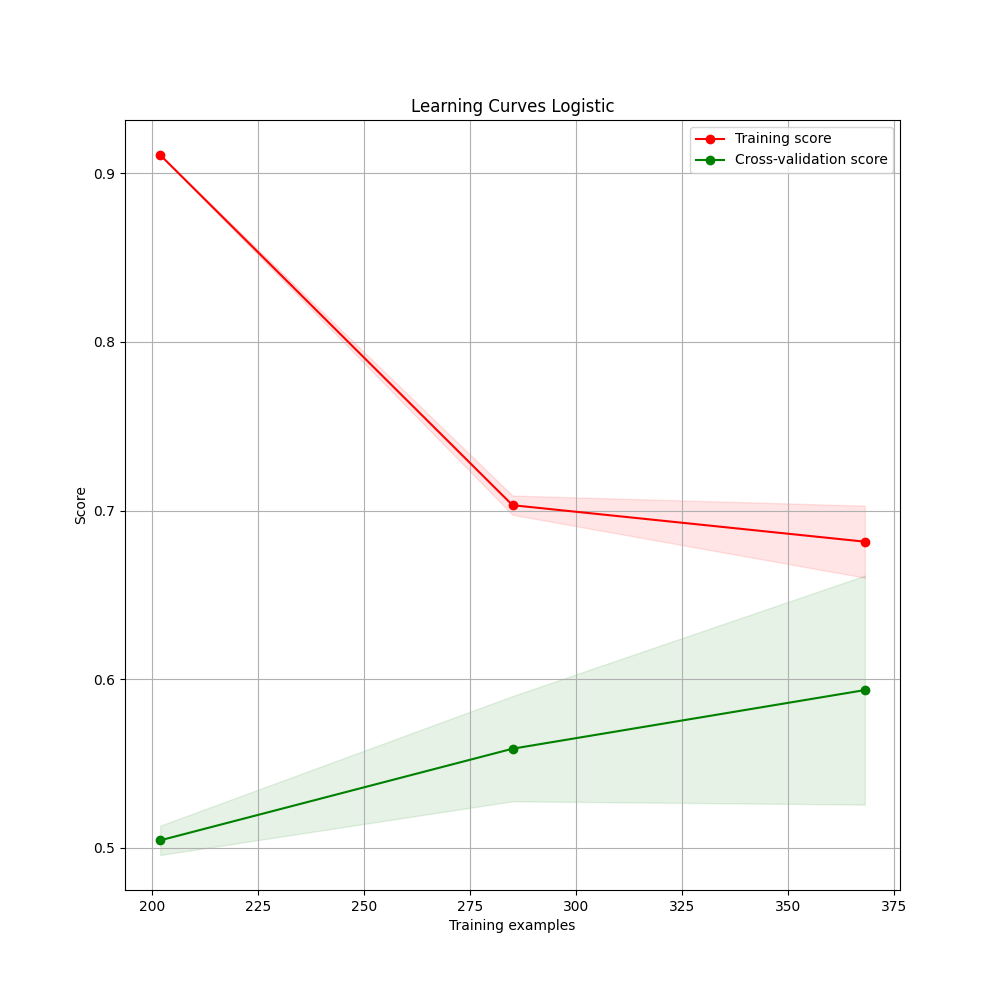 Learning Curves Logistic
Training score
Cross-validation score
0.9
0.8
0.7
0.6
0.5
Score
200 225 250 275 300 325 350 375
Training examples